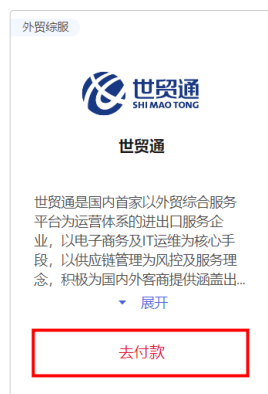 外贸综服
世贸通
SHI MAO TONG
世贸通
世贸通是国内首家以外贸综合服务
平台为运营体系的进出口服务企
业，以电子商务及IT运维为核心手
段，以供应链管理为风控及服务理
念，积极为国内外客商提供涵盖出...
展开
去付款